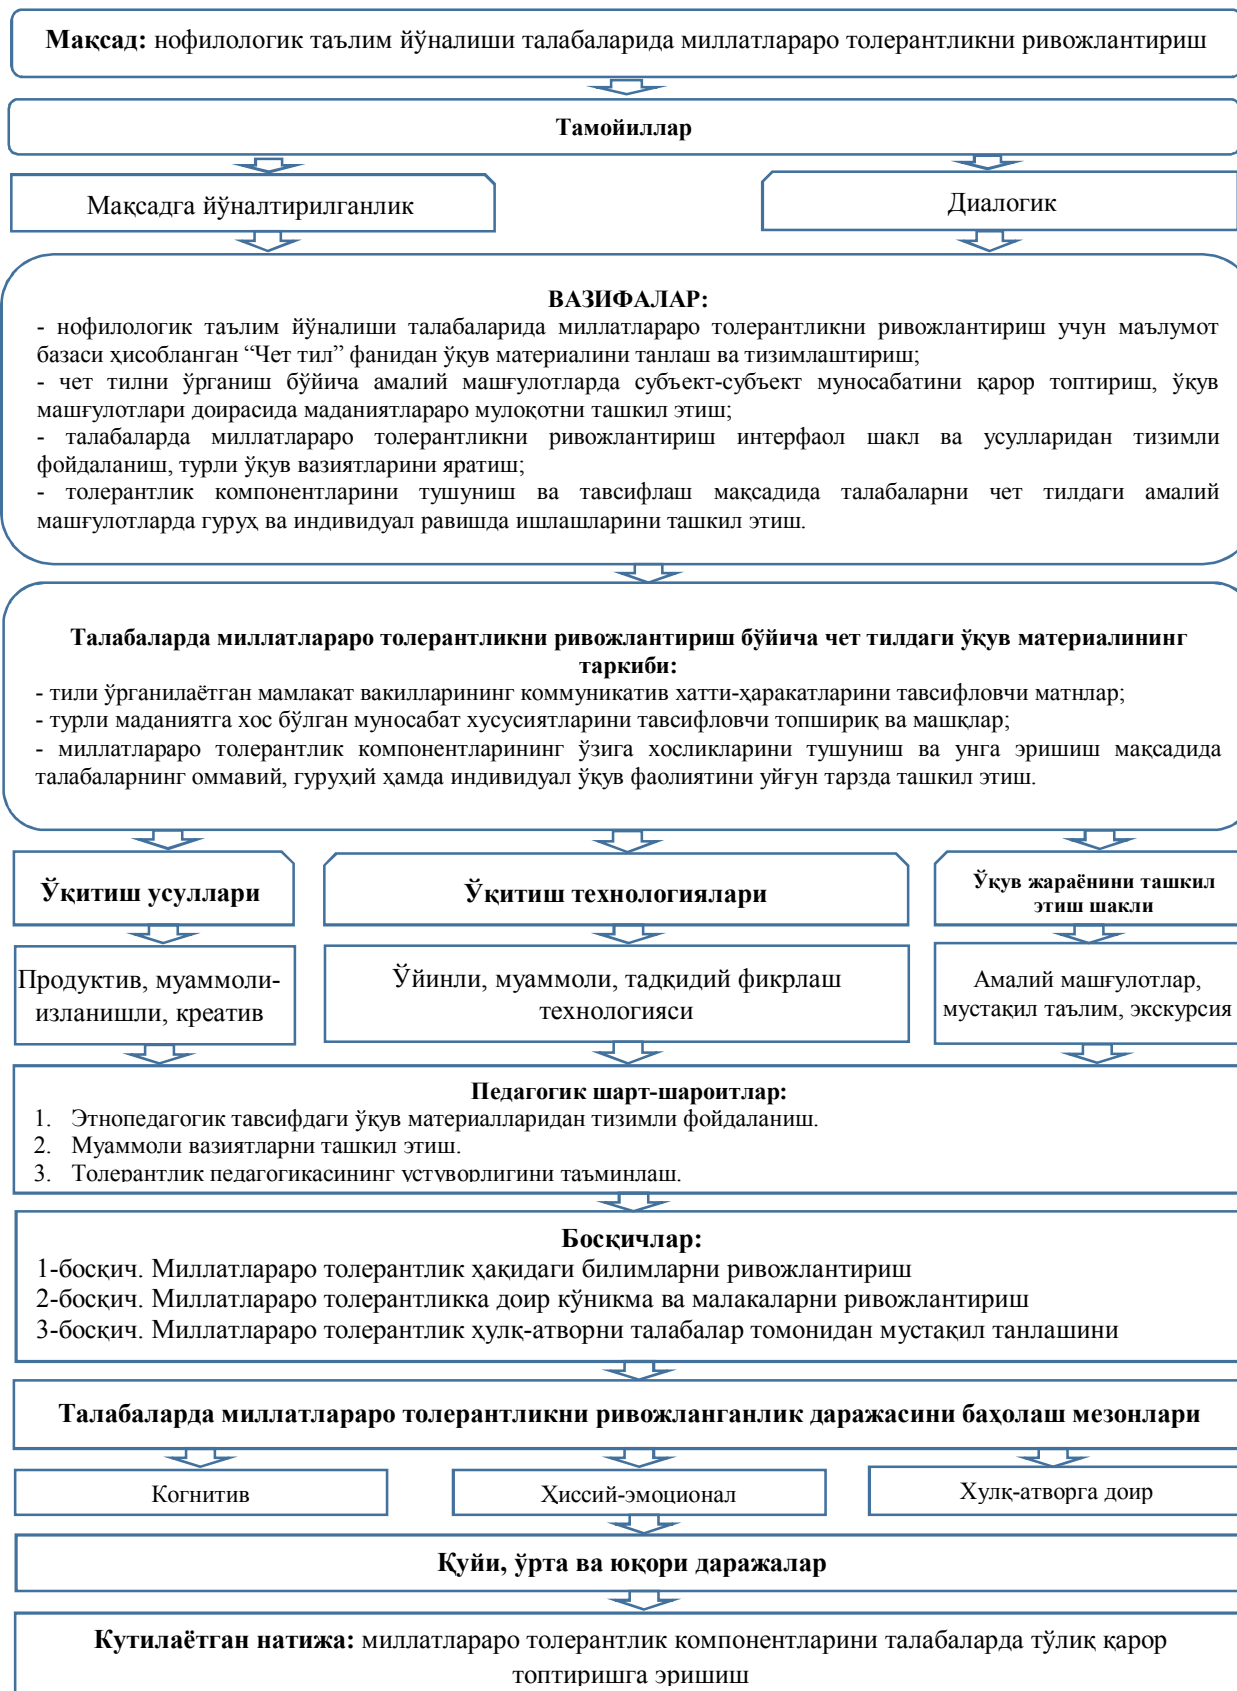 Мақсад: нофилологик таълим йўналиши талабаларида миллатлараро толерантликни ривожлантириш
Тамойиллар
Мақсадга йўналтирилганлик
Диалогик
ВАЗИФАЛАР:
- нофилологик таълим йўналиши талабаларида миллатлараро толерантликни ривожлантириш учун маълумот
базаси ҳисобланган “Чет тил” фанидан ўқув материалини танлаш ва тизимлаштириш;
- чет тилни ўрганиш бўйича амалий машғулотларда субъект-субъект муносабатини қарор топтириш, ўқув
машғулотлари доирасида маданиятлараро мулоқотни ташкил этиш;
- талабаларда миллатлараро толерантликни ривожлантириш интерфаол шакл ва усулларидан тизимли
фойдаланиш, турли ўқув вазиятларини яратиш;
- толерантлик компонентларини тушуниш ва тавсифлаш мақсадида талабаларни чет тилдаги амалий
машғулотларда гуруҳ ва индивидуал равишда ишлашларини ташкил этиш.
Талабаларда миллатлараро толерантликни ривожлантириш бўйича чет тилдаги ўқув материалининг
таркиби:
- тили ўрганилаётган мамлакат вакилларининг коммуникатив хатти-ҳаракатларини тавсифловчи матнлар;
- турли маданиятга хос бўлган муносабат хусусиятларини тавсифловчи топшириқ ва машқлар;
- миллатлараро толерантлик компонентларининг ўзига хосликларини тушуниш ва унга эришиш мақсадида
талабаларнинг оммавий, гуруҳий ҳамда индивидуал ўқув фаолиятини уйғун тарзда ташкил этиш.
Ўқитиш усуллари
Ўқитиш технологиялари
Ўқув жараёнини ташкил
этиш шакли
Продуктив, муаммоли-
изланишли, креатив
Ўйинли, муаммоли, тадқидий фикрлаш
технологияси
Амалий машғулотлар,
мустақил таълим, экскурсия
Педагогик шарт-шароитлар:
1. Этнопедагогик тавсифдаги ўқув материалларидан тизимли фойдаланиш.
2. Муаммоли вазиятларни ташкил этиш.
3. Толерантлик педагогикасининг устуворлигини таъминлаш.
Босқичлар:
1-босқич. Миллатлараро толерантлик ҳақидаги билимларни ривожлантириш
2-босқич. Миллатлараро толерантликка доир кўникма ва малакаларни ривожлантириш
3-босқич. Миллатлараро толерантлик ҳулқ-атворни талабалар томонидан мустақил танлашини
Талабаларда миллатлараро толерантликни ривожланганлик даражасини баҳолаш мезонлари
Когнитив
Ҳиссий-эмоционал
Хулқ-атворга доир
Қуйи, ўрта ва юқори даражалар
Кутилаётган натижа: миллатлараро толерантлик компонентларини талабаларда тўлиқ қарор
топтиришга эришиш